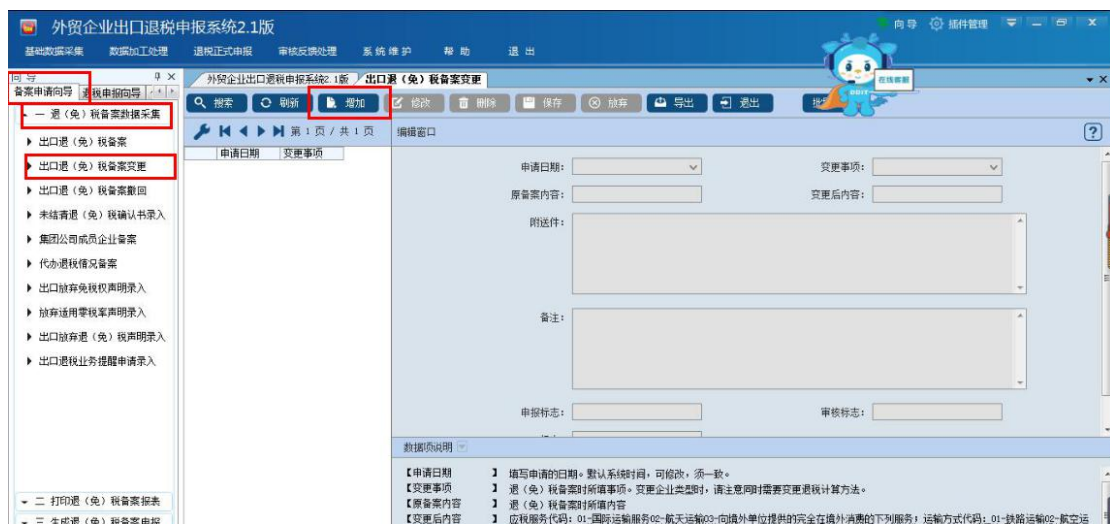 外贸企业出口退税申报系统2.1版
向导 插件管理
基础数据采集 数据加工处理 退税正式申报 审核反馈处理 系统维护 帮助 退出
向导
备案申请向导 退税申报向导
外贸企业出口退税申报系统2.1版 出口退（免）税备案变更
在线客服
搜索 刷新 增加 修改 删除 保存 放弃 导出 退出
一 退（免）税备案数据采集
出口退（免）税备案
出口退（免）税备案变更
出口退（免）税备案撤回
未结清退（免）税确认书录入
集团公司成员企业备案
代办退税情况备案
出口放弃免税权声明录入
放弃适用零税率声明录入
出口放弃退（免）税声明录入
出口退税业务提醒申请录入
二 打印退（免）税备案报表
三 生成退（免）税备案申报
第1页/共1页
申请日期 变更事项
编辑窗口
申请日期：
变更事项：
原备案内容：
变更后内容：
附送件：
备注：
申报标志：
审核标志：
数据项说明
【申请日期 】 填写申请的日期。默认系统时间，可修改，须一致。
【变更事项 】 退（免）税备案时所填事项。变更企业类型时，请注意同时需要变更退税计算方法。
【原备案内容 】 退（免）税备案时所填内容
【变更后内容 】 应税服务代码：01-国际运输服务02-航天运输03-向境外单位提供的完全在境外消费的下列服务；运输方式代码：01-铁路运输02-航空运